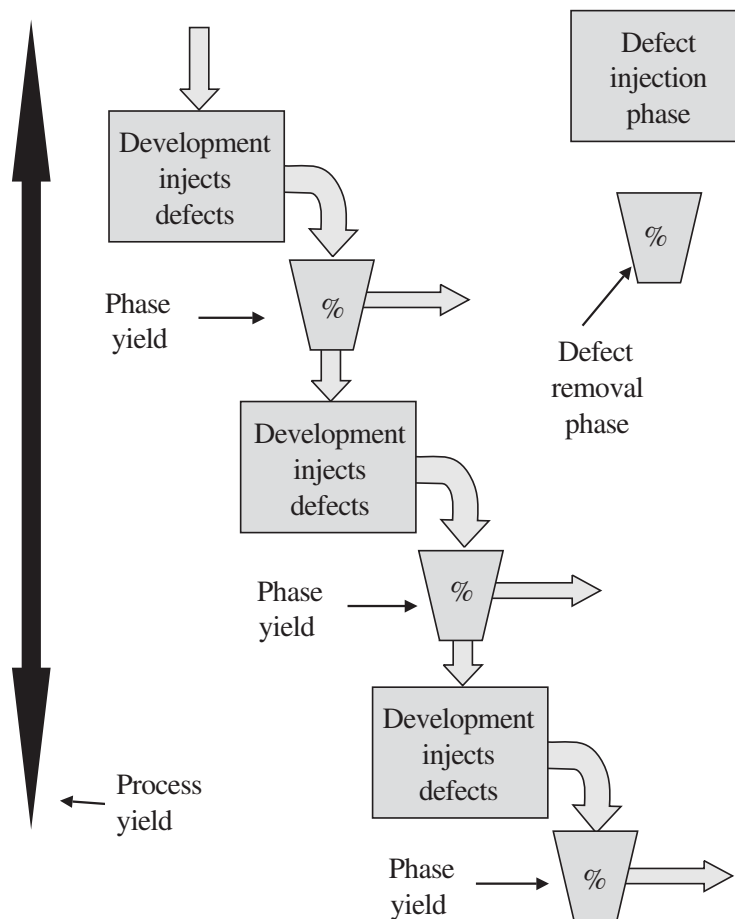 Defect
injection
phase
Development
injects
defects
%
%
Phase
yield
Defect
removal
phase
Development
injects
defects
%
Phase
yield
Development
injects
defects
Process
yield
%
Phase
yield